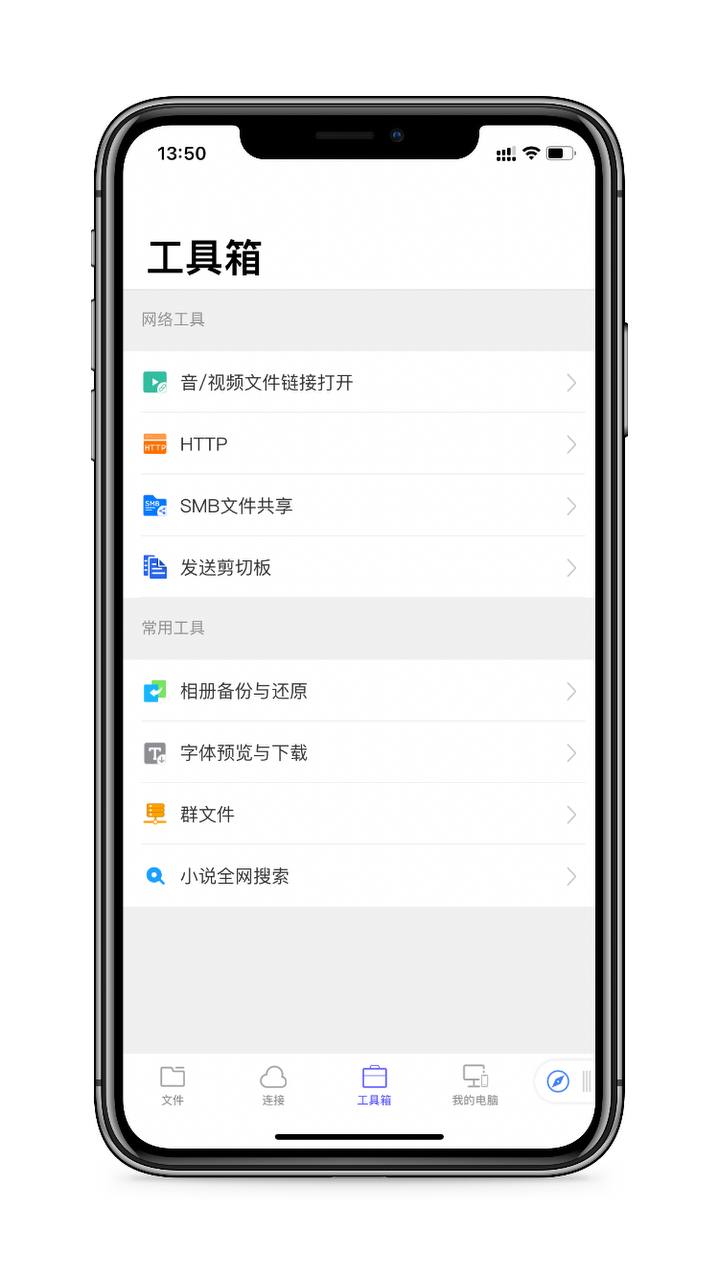 13:50
工具箱
网络工具
音/视频文件链接打开
HTTP
HTTP
SMB
SMB文件共享
发送剪切板
常用工具
相册备份与还原
T
字体预览与下载
群文件
小说全网搜索
文件
连接
工具箱
我的电脑